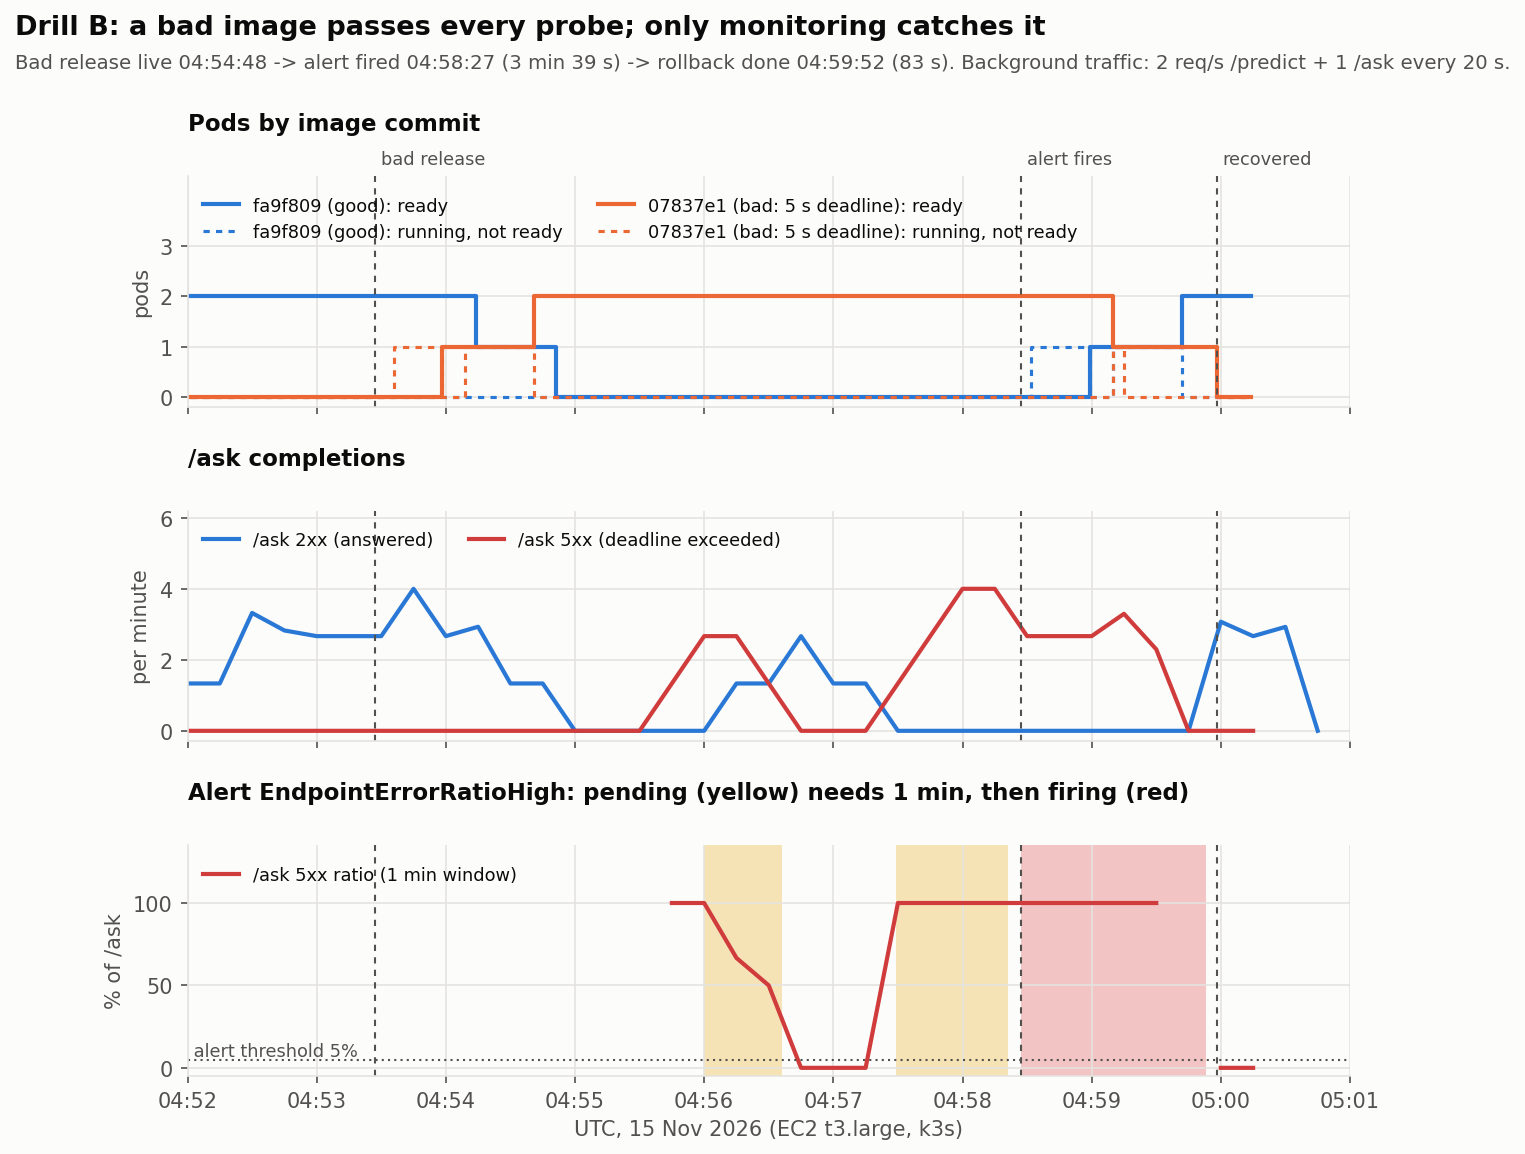 Drill B: a bad image passes every probe; only monitoring catches it
Bad release live 04:54:48 -> alert fired 04:58:27 (3 min 39 s) -> rollback done 04:59:52 (83 s). Background traffic: 2 req/s /predict + 1 /ask every 20 s.
Pods by image commit
bad release
alert fires
recovered
fa9f809 (good): ready
07837e1 (bad: 5 s deadline): ready
fa9f809 (good): running, not ready
07837e1 (bad: 5 s deadline): running, not ready
pods
3
2
1
0
/ask completions
/ask 2xx (answered)
/ask 5xx (deadline exceeded)
per minute
6
4
2
0
Alert EndpointErrorRatioHigh: pending (yellow) needs 1 min, then firing (red)
/ask 5xx ratio (1 min window)
% of /ask
100
50
0
alert threshold 5%
04:52 04:53 04:54 04:55 04:56 04:57 04:58 04:59 05:00 05:01
UTC, 15 Nov 2026 (EC2 t3.large, k3s)